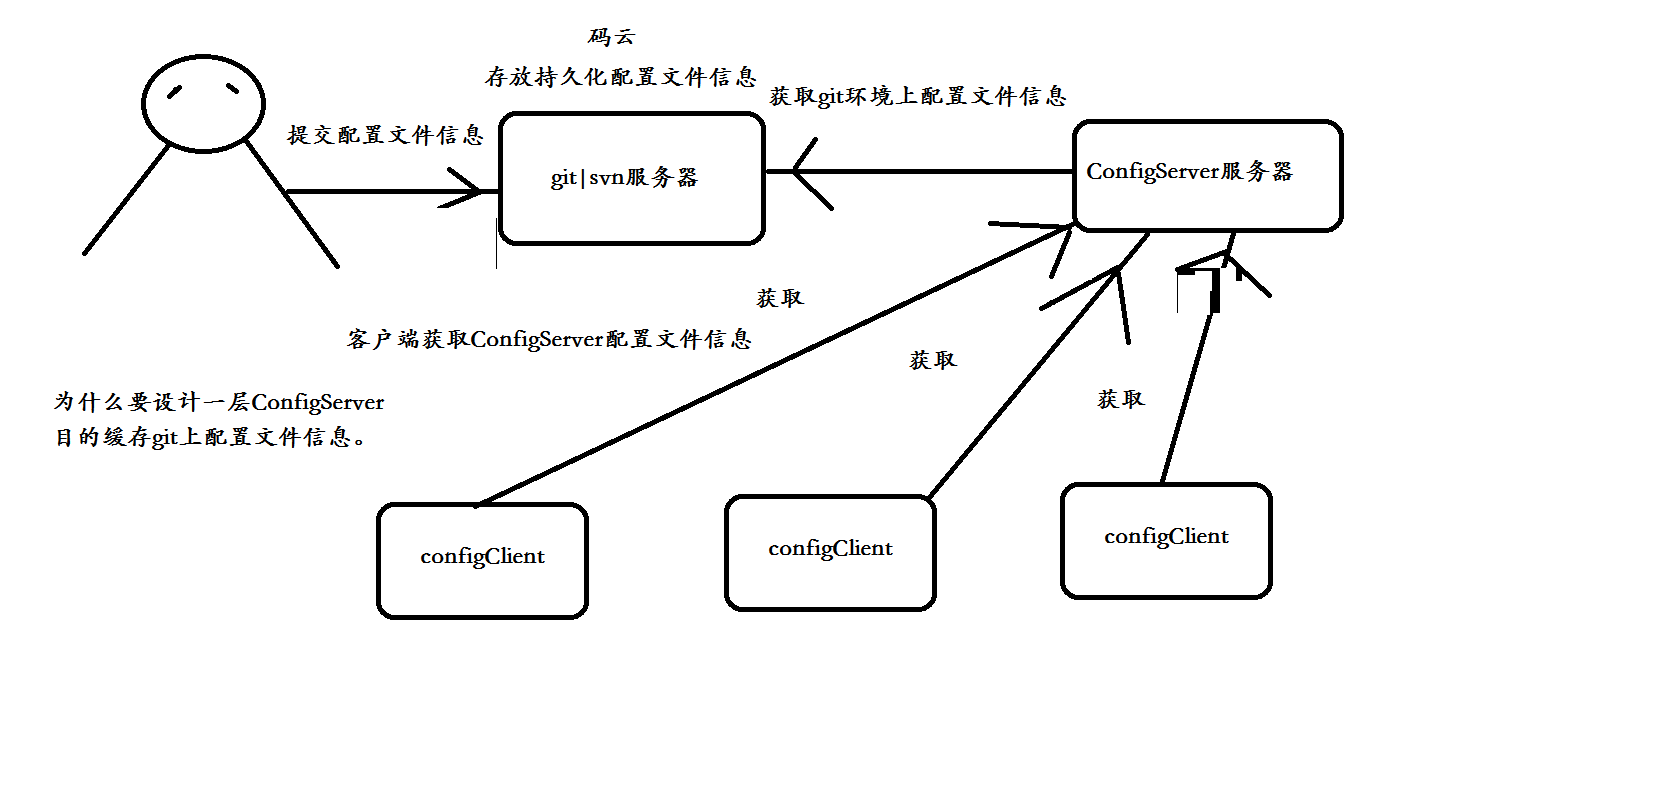 码云
存放持久化配置文件信息
获取git环境上配置文件信息
提交配置文件信息
git|svn服务器
ConfigServer服务器
获取
客户端获取ConfigServer配置文件信息
获取
获取
为什么要设计一层ConfigServer
目的缓存git上配置文件信息。
configClient
configClient
configClient